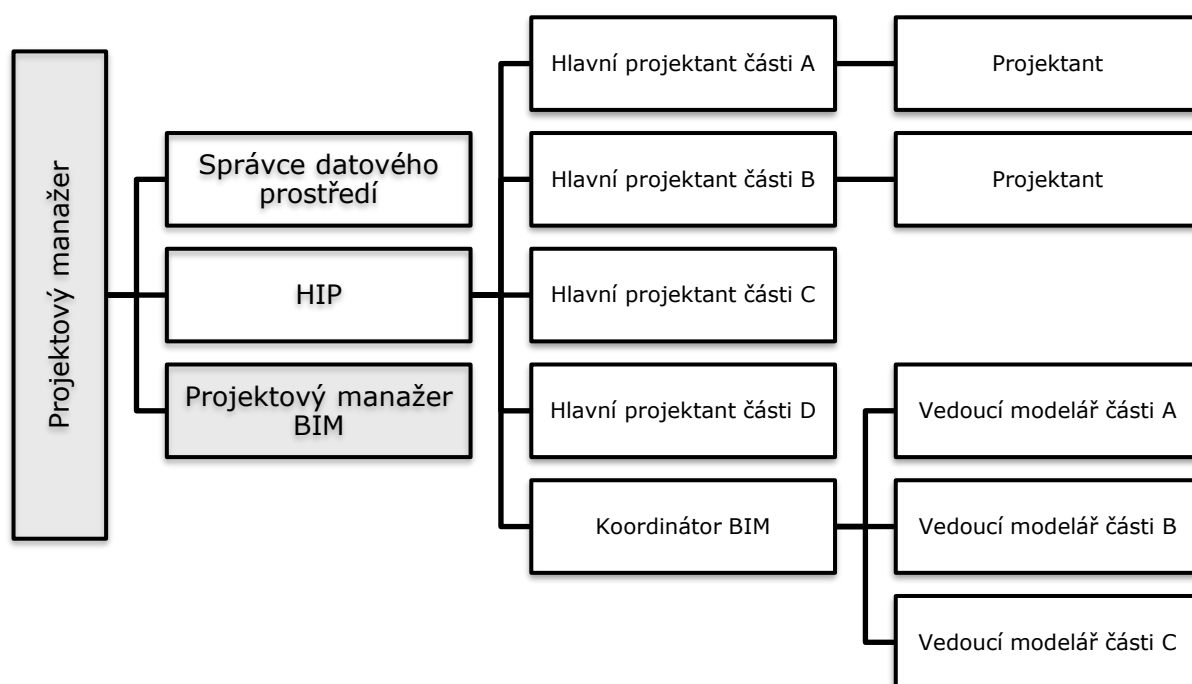 Projektový manažer
Správce datového
prostředí
HIP
Projektový manažer
BIM
Hlavní projektant části A
Hlavní projektant části B
Hlavní projektant části C
Hlavní projektant části D
Koordinátor BIM
Projektant
Projektant
Vedoucí modelář části A
Vedoucí modelář části B
Vedoucí modelář části C